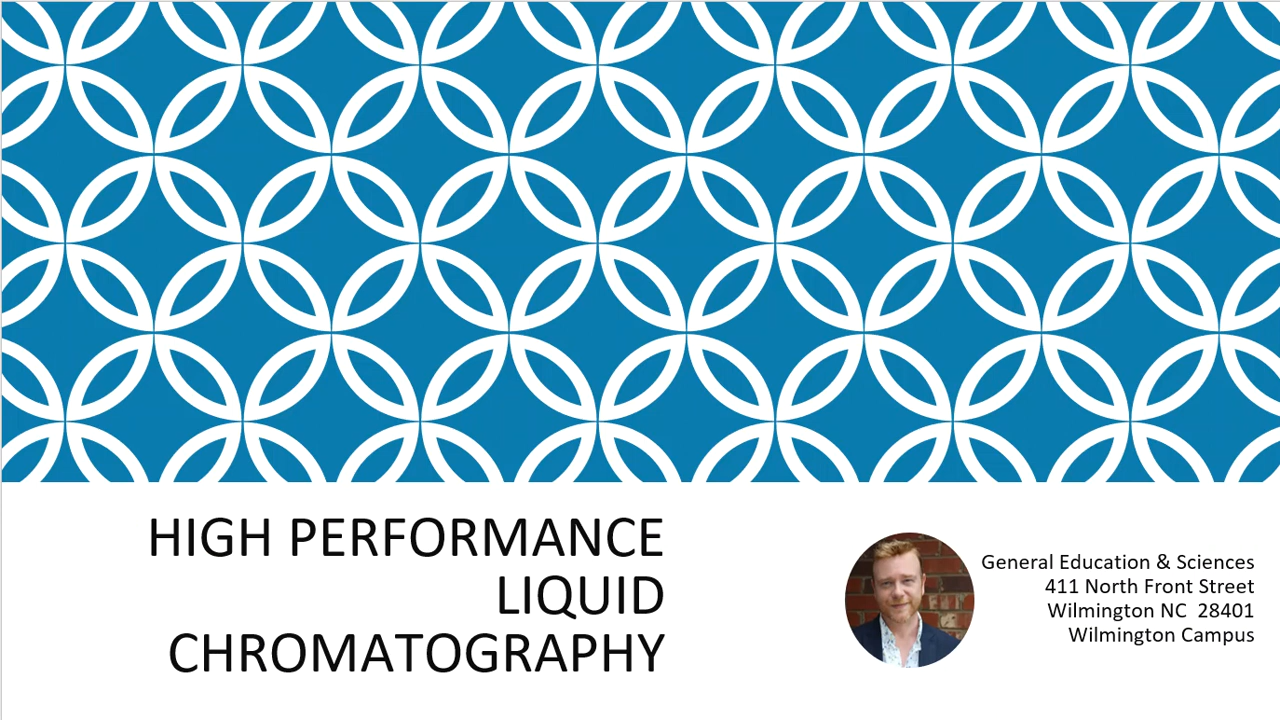 HIGH PERFORMANCE
LIQUID
CHROMATOGRAPHY
General Education & Sciences
411 North Front Street
Wilmington NC  28401
Wilmington Campus